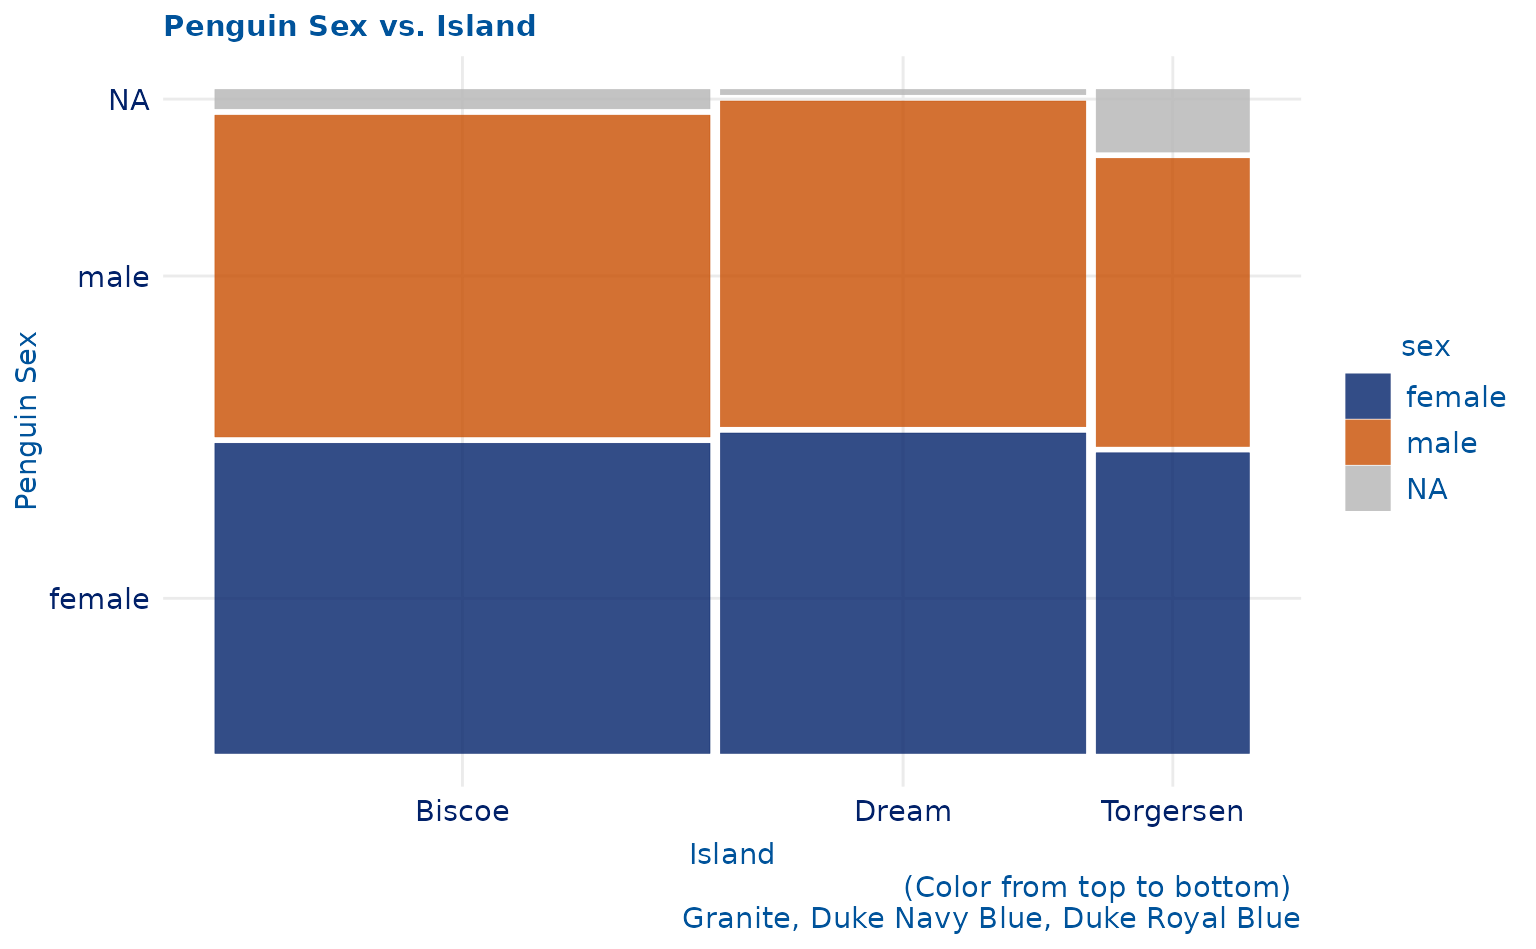 Penguin Sex vs. Island
NA
male
female
Penguin Sex
Biscoe
Dream
Torgersen
Island
sex
female
male
NA
(Color from top to bottom)
Granite, Duke Navy Blue, Duke Royal Blue